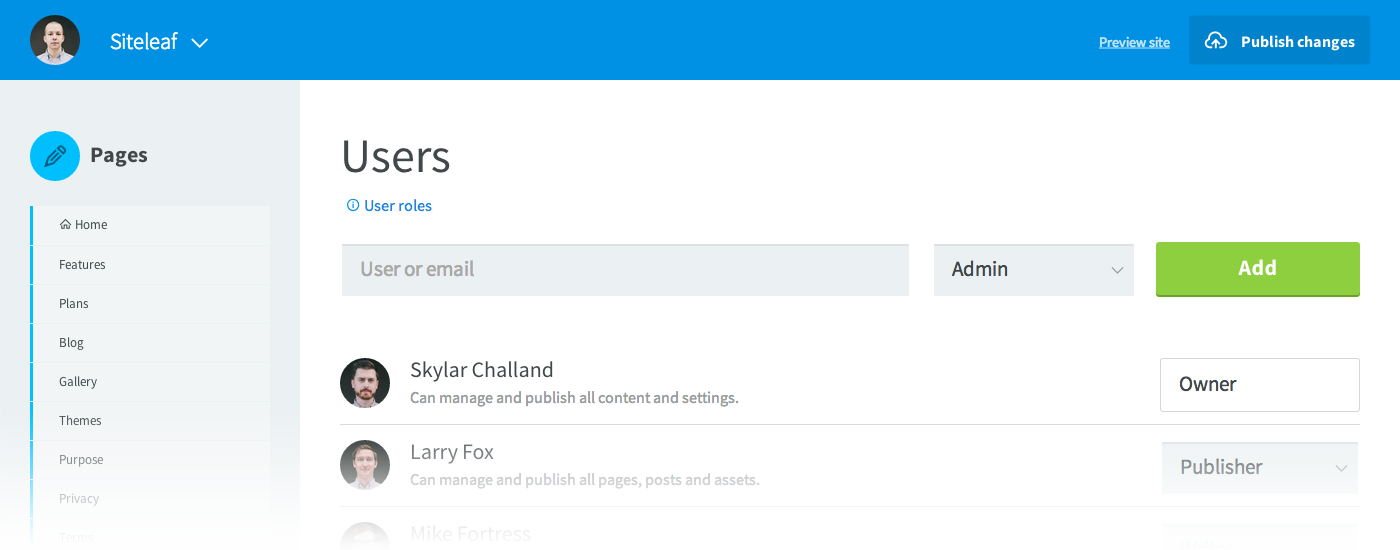 Siteleaf
Preview site
Publish changes
Pages
Home
Features
Plans
Blog
Gallery
Themes
Purpose
Privacy
Terms
Users
User roles
User or email
Admin
Add
Skylar Challand
Can manage and publish all content and settings.
Owner
Larry Fox
Can manage and publish all pages, posts and assets.
Publisher
Mike Fortress